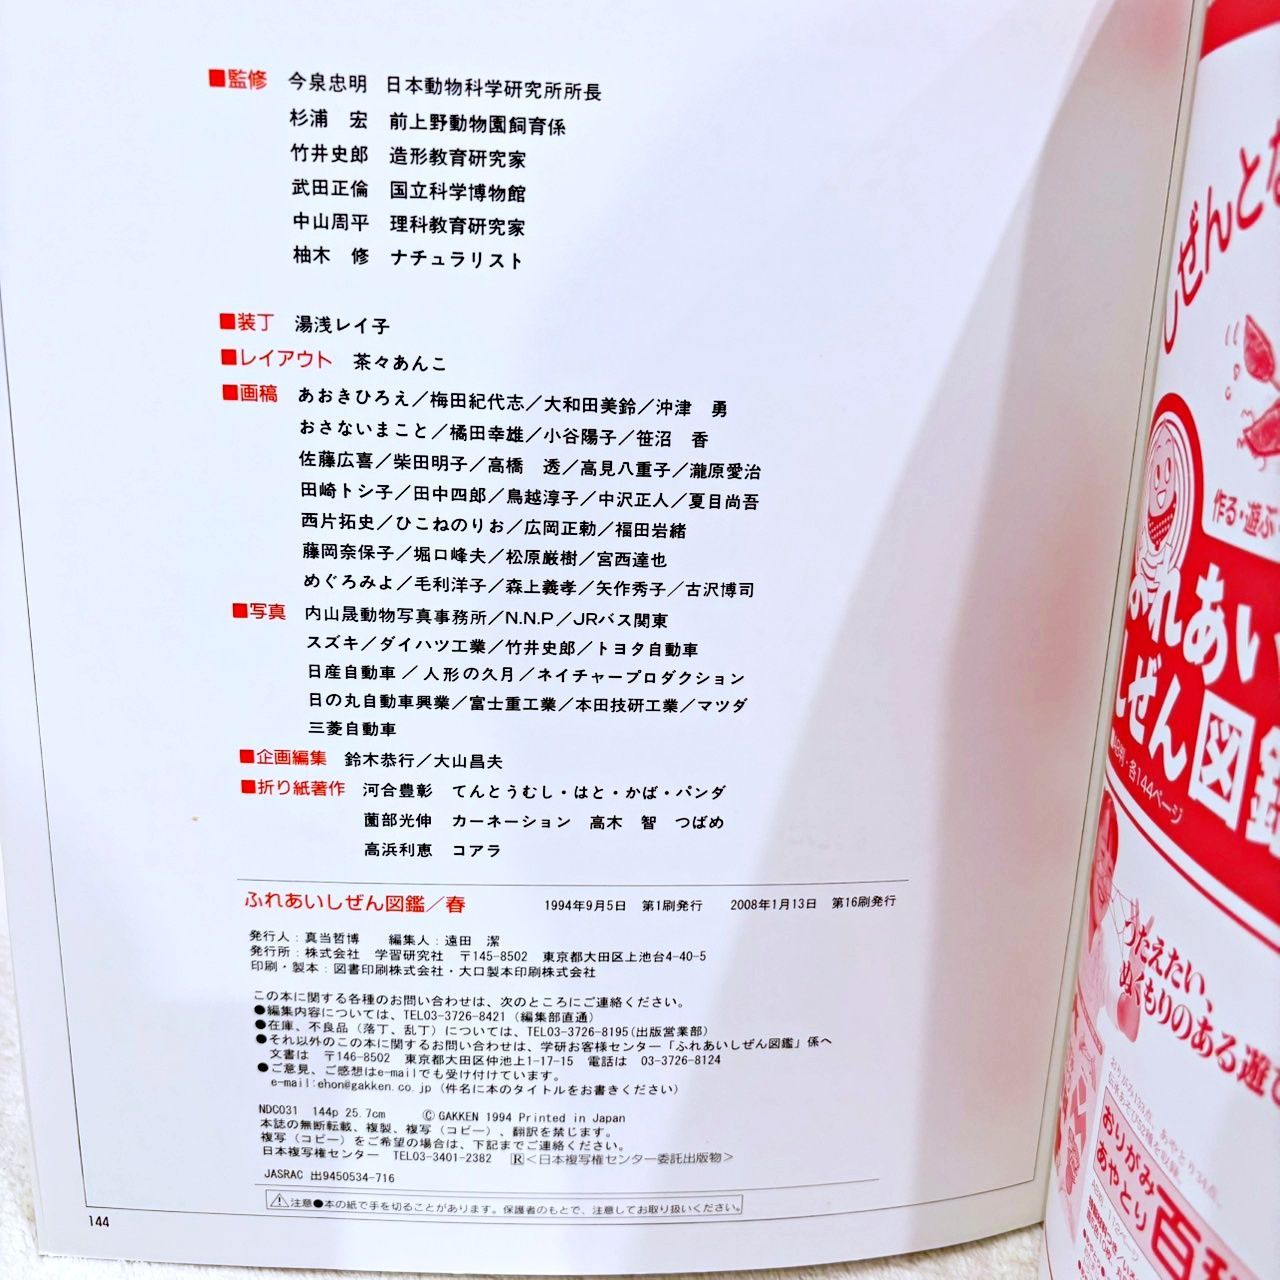 ■監修　今泉忠明　日本動物科学研究所所長
杉浦　宏　前上野動物園飼育係
竹井史郎　造形教育研究家
武田正倫　国立科学博物館
中山周平　理科教育研究家
柚木　修　ナチュラリスト
■装丁　湯浅レイ子
■レイアウト　茶々あんこ
■画稿　あおきひろえ／梅田紀代志／大和田美鈴／沖津　勇
おさないまこと／橘田幸雄／小谷陽子／笹沼　香
佐藤広喜／柴田明子／高橋　透／高見八重子／瀧原愛治
田崎トシ子／田中四郎／鳥越淳子／中沢正人／夏目尚吾
西片拓史／ひこねのりお／広岡正勅／福田岩緒
藤岡奈保子／堀口峰夫／松原厳樹／宮西達也
めぐろみよ／毛利洋子／森上義孝／矢作秀子／古沢博司
■写真　内山晟動物写真事務所／N.N.P／JRバス関東
スズキ／ダイハツ工業／竹井史郎／トヨタ自動車
日産自動車／人形の久月／ネイチャープロダクション
日の丸自動車興業／富士重工業／本田技研工業／マツダ
三菱自動車
■企画編集　鈴木恭行／大山昌夫
■折り紙著作　河合豊彰　てんとうむし・はと・かば・パンダ
薗部光伸　カーネーション　高木　智　つばめ
高浜利恵　コアラ
ふれあいしぜん図鑑／春　1994年9月5日　第1刷発行　2008年1月13日　第16刷発行
発行人：真当哲博　編集人：遠田　潔
発行所：株式会社　学習研究社　〒145-8502　東京都大田区上池台4-40-5
印刷・製本：図書印刷株式会社・大口製本印刷株式会社
この本に関する各種のお問い合わせは、次のところにご連絡ください。
●編集内容については、TEL03-3726-8421（編集部直通）
●在庫、不良品（落丁、乱丁）については、TEL03-3726-8195(出版営業部)
●それ以外のこの本に関するお問い合わせは、学研お客様センター「ふれあいしぜん図鑑」係へ
文書は　〒146-8502　東京都大田区仲池上1-17-15　電話は　03-3726-8124
●ご意見、ご感想はe-mailでも受け付けています。
e-mail:ehon@gakken.co.jp（件名に本のタイトルをお書きください）
NDC031　144p 25.7cm　Ⓒ GAKKEN 1994 Printed in Japan
本誌の無断転載、複製、複写（コピー）、翻訳を禁じます。
複写（コピー）をご希望の場合は、下記までご連絡ください。
日本複写権センター　TEL03-3401-2382　R＜日本複写権センター委託出版物＞
JASRAC 出9450534-716
⚠注意●本の紙で手を切ることがあります。保護者のもとで、注意してお取り扱いください。
144
しぜんとな
作る・遊ぶ
ふれあい
しぜん図鑑
各144ページ
うたえたい、
ぬくもりのある遊び
おりがみ
あやとり
百科